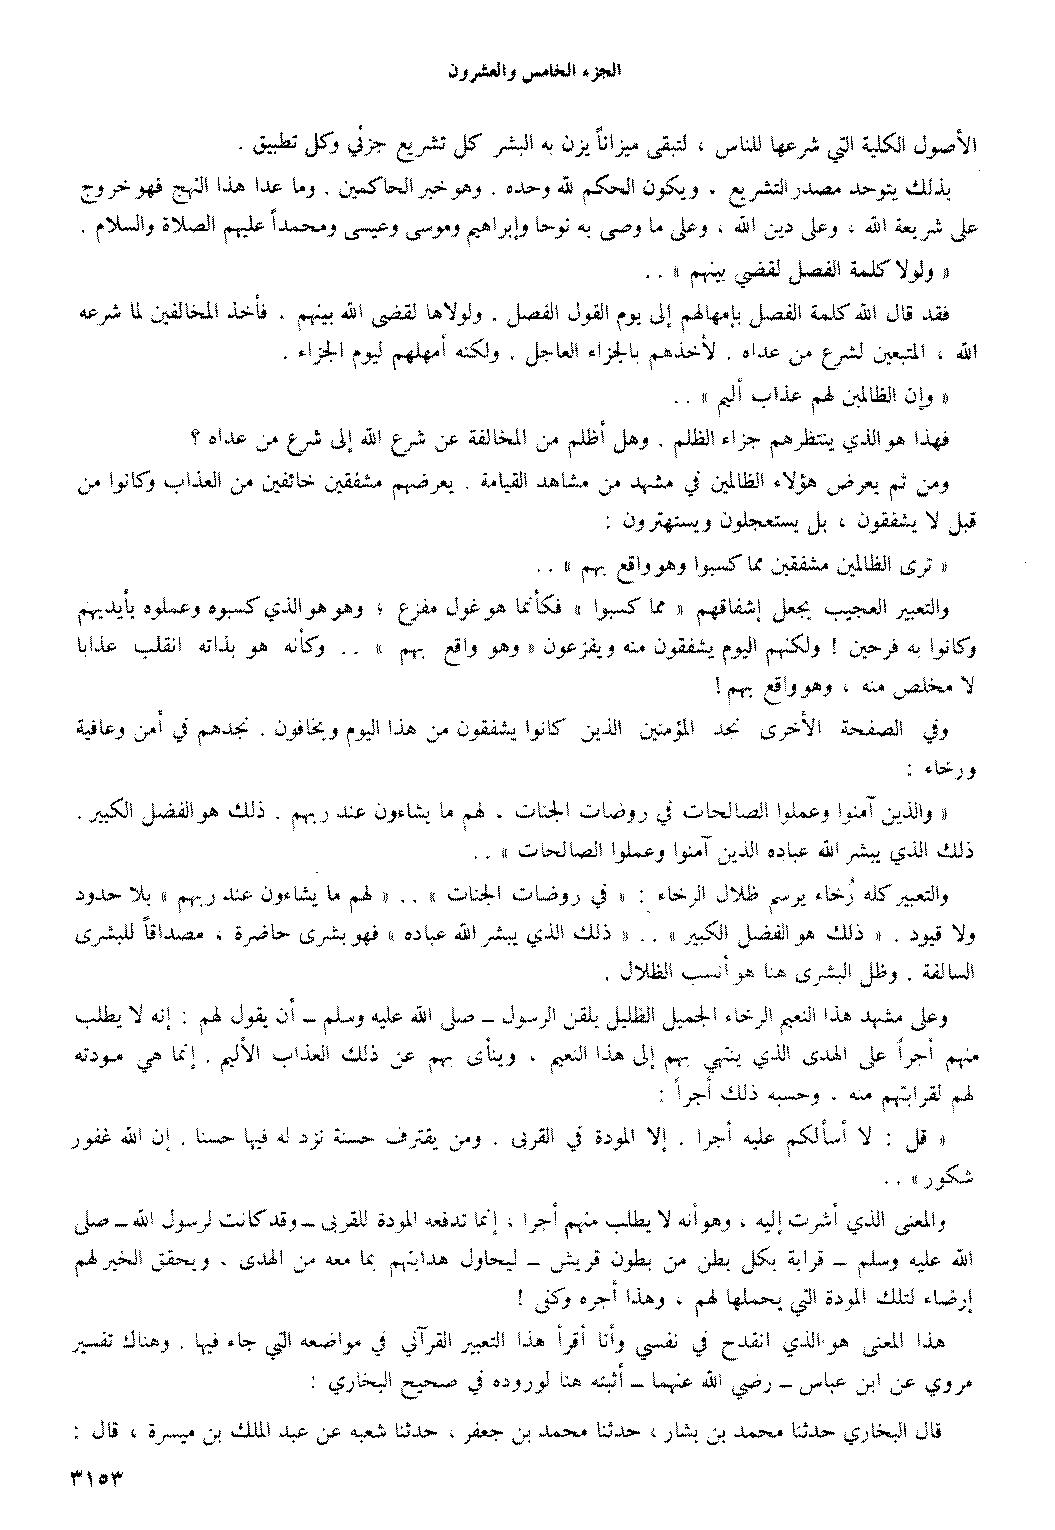 الجزء الخامس والعشرون
الأصول الكلية التي شرعها للناس ، لتبقى ميزاناً يزن به البشر كل تشريع جزئي وكل تطبيق .
بذلك يتوحد مصدر التشريع . ويكون الحكم لله وحده . وهو خير الحاكمين . وما عدا هذا النهج فهو خروج
على شريعة الله ، وعلى دين الله ، وعلى ما وصى به نوحا وإبراهيم وموسى وعيسى ومحمداً عليهم الصلاة والسلام .
« ولولا كلمة الفصل لقضي بينهم » . .
فقد قال الله كلمة الفصل بإمهالهم إلى يوم القول الفصل . ولولاها لقضى الله بينهم . فأخذ المخالفين لما شرعه
الله ، المتبعين لشرع من عداه . لأخذهم بالجزاء العاجل . ولكنه أمهلهم ليوم الجزاء .
« وإن الظالمين لهم عذاب أليم » . .
فهذا هو الذي ينتظرهم جزاء الظلم . وهل أظلم من المخالفة عن شرع الله إلى شرع من عداه ؟
ومن ثم يعرض هؤلاء الظالمين في مشهد من مشاهد القيامة . يعرضهم مشفقين خائفين من العذاب وكانوا من
قبل لا يشفقون ، بل يستعجلون ويستهترون :
« ترى الظالمين مشفقين مما كسبوا وهو واقع بهم » . .
والتعبير العجيب يجعل إشفاقهم « مما كسبوا » فكأنما هو غول مفزع ؛ وهو هو الذي كسبوه وعملوه بأيديهم
وكانوا به فرحين ! ولكنهم اليوم يشفقون منه ويفزعون « وهو واقع بهم » . . وكأنه هو بذاته انقلب عذابا
لا مخلص منه ، وهو واقع بهم !
وفي الصفحة الأخرى نجد المؤمنين الذين كانوا يشفقون من هذا اليوم ويخافون . نجدهم في أمن وعافية
ورخاء :
« والذين آمنوا وعملوا الصالحات في روضات الجنات . لهم ما يشاءون عند ربهم . ذلك هو الفضل الكبير .
ذلك الذي يبشر الله عباده الذين آمنوا وعملوا الصالحات » . .
والتعبير كله رُخاء يرسم ظلال الرخاء : « في روضات الجنات » . . « لهم ما يشاءون عند ربهم » بلا حدود
ولا قيود . « ذلك هو الفضل الكبير » . . « ذلك الذي يبشر الله عباده » فهو بشرى حاضرة ، مصداقاً للبشرى
السالفة . وظل البشرى هنا هو أنسب الظلال .
وعلى مشهد هذا النعيم الرخاء الجميل الظليل يلقن الرسول – صلى الله عليه وسلم – أن يقول لهم : إنه لا يطلب
منهم أجراً على الهدى الذي ينتهي بهم إلى هذا النعيم ، وينأى بهم عن ذلك العذاب الأليم . إنما هي مودته
لهم لقرابتهم منه . وحسبه ذلك أجراً :
« قل : لا أسألكم عليه أجرا . إلا المودة في القربى . ومن يقترف حسنة نزد له فيها حسنا . إن الله غفور
شكور » . .
والمعنى الذي أشرت إليه ، وهو أنه لا يطلب منهم أجرا ، إنما تدفعه المودة للقربى – وقد كانت لرسول الله – صلى
الله عليه وسلم – قرابة بكل بطن من بطون قريش – ليحاول هدايتهم بما معه من الهدى ، ويحقق الخير لهم
إرضاء لتلك المودة التي يحملها لهم ، وهذا أجره وكفى !
هذا المعنى هو الذي انقدح في نفسي وأنا أقرأ هذا التعبير القرآني في مواضعه التي جاء فيها . وهناك تفسير
مروي عن ابن عباس – رضي الله عنهما – أثبته هنا لوروده في صحيح البخاري :
قال البخاري حدثنا محمد بن بشار ، حدثنا محمد بن جعفر ، حدثنا شعبه عن عبد الملك بن ميسرة ، قال :
٣١٥٣